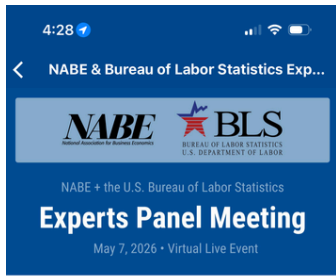 4:28
NABE & Bureau of Labor Statistics Exp...
NABE
National Association for Business Economics
BLS
BUREAU OF LABOR STATISTICS
U.S. DEPARTMENT OF LABOR
NABE + the U.S. Bureau of Labor Statistics
Experts Panel Meeting
May 7, 2026 • Virtual Live Event